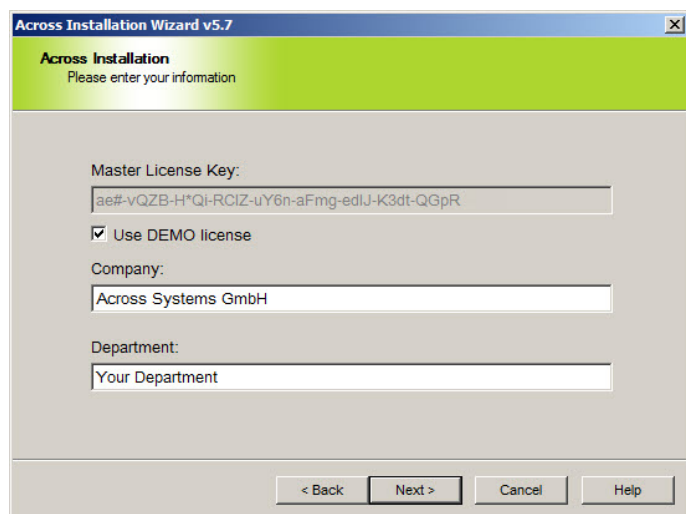 Across Installation Wizard v5.7
Across Installation
Please enter your information
Master License Key:
ae#-vQZB-H*Qi-RCIZ-uY6n-aFmg-edIJ-K3dt-QGpR
Use DEMO license
Company:
Across Systems GmbH
Department:
Your Department
< Back Next > Cancel Help